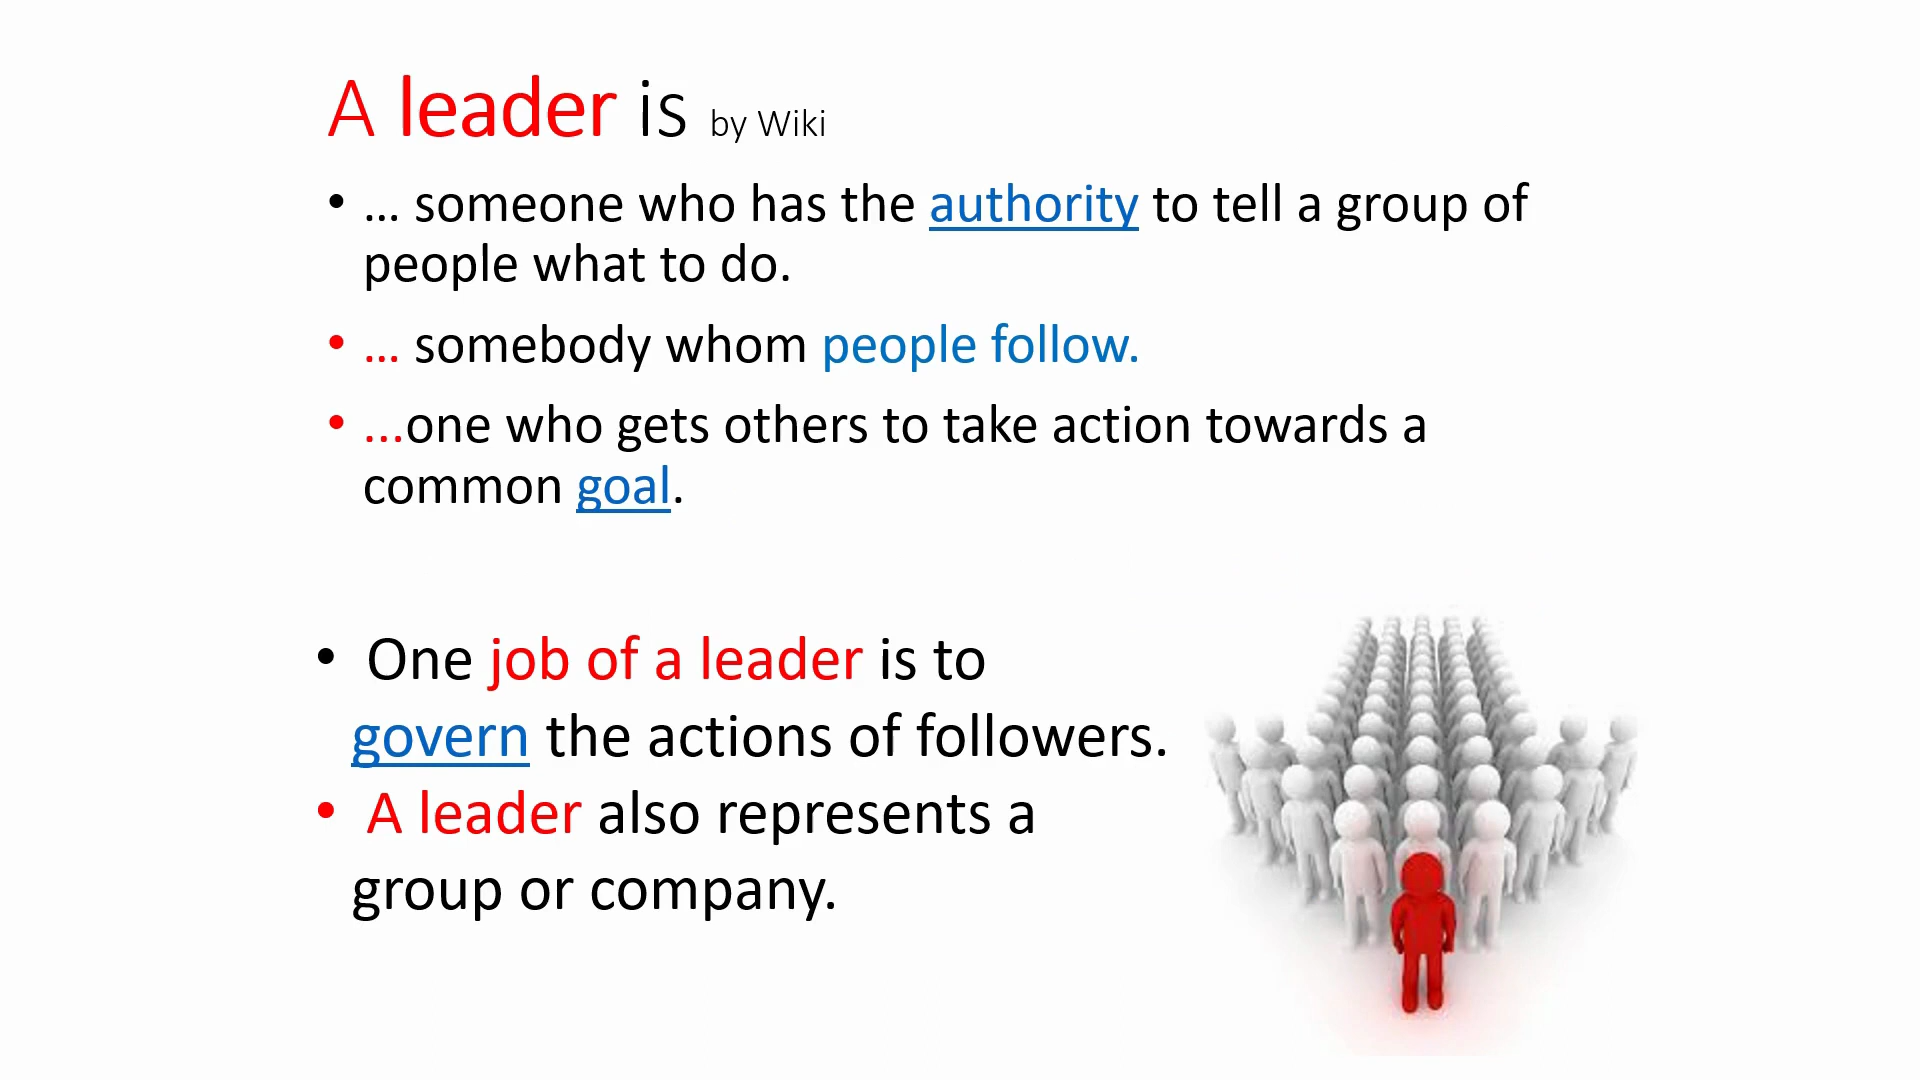 A leader is by Wiki
• … someone who has the authority to tell a group of
people what to do.
• … somebody whom people follow.
• …one who gets others to take action towards a
common goal.
• One job of a leader is to
govern the actions of followers.
• A leader also represents a
group or company.